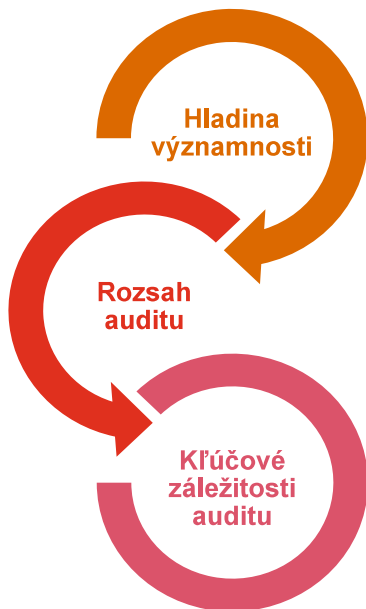 Hladina
významnosti
Rozsah
auditu
Kľúčové
záležitosti
auditu